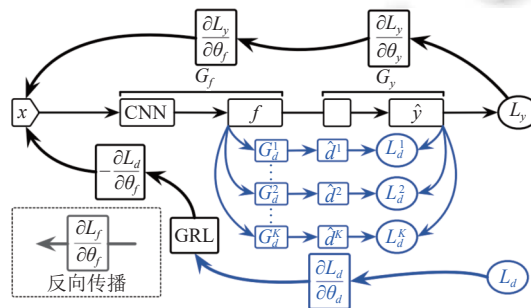 ∂L_y/∂θ_f ∂L_y/∂θ_y
G_f G_y
x CNN f ŷ L_y
G_d^1 d̂^1 L_d^1
G_d^2 d̂^2 L_d^2
G_d^K d̂^K L_d^K
-∂L_d/∂θ_f
GRL
∂L_f/∂θ_f
反向传播
∂L_d/∂θ_d L_d